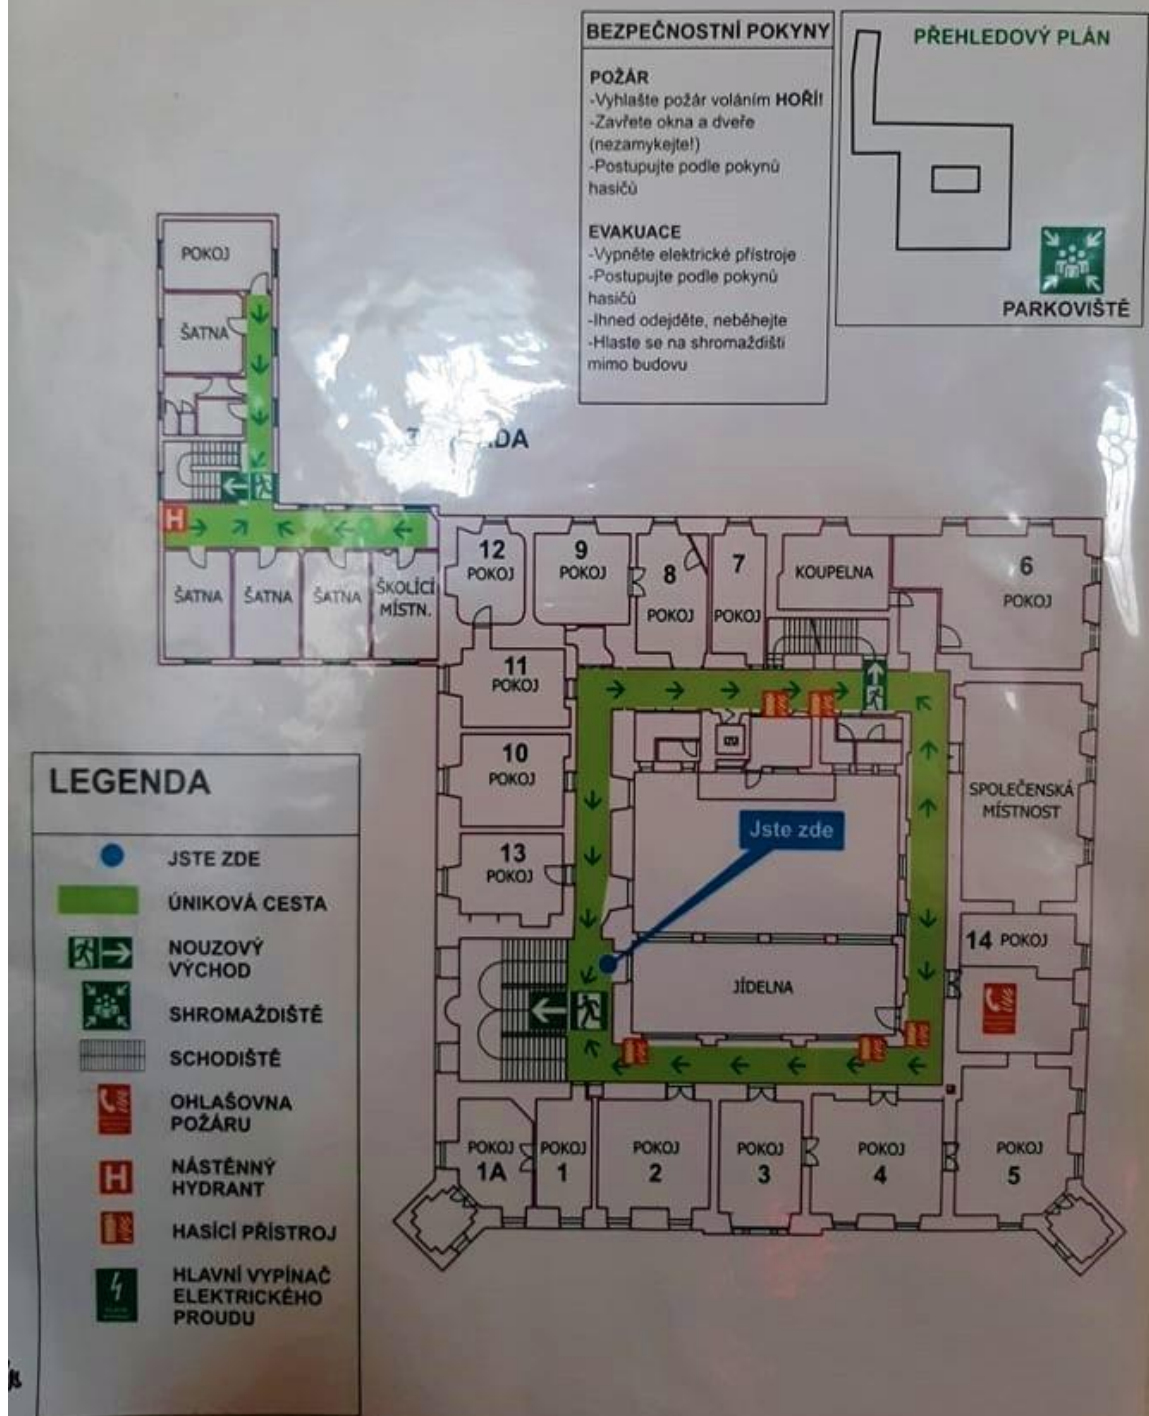 BEZPEČNOSTNÍ POKYNY
POŽÁR
-Vyhlašte požár voláním HOŘÍ!
-Zavřete okna a dveře
(nezamykejte!)
-Postupujte podle pokynů
hasičů
EVAKUACE
-Vypněte elektrické přístroje
-Postupujte podle pokynů
hasičů
-Ihned odejděte, neběhejte
-Hlaste se na shromaždišti
mimo budovu
PŘEHLEDOVÝ PLÁN
PARKOVIŠTĚ
POKOJ
ŠATNA
H
ŠATNA
ŠATNA
ŠATNA
ŠKOLÍCÍ
MÍSTN.
12
POKOJ
9
POKOJ
8
POKOJ
7
POKOJ
KOUPELNA
6
POKOJ
11
POKOJ
10
POKOJ
13
POKOJ
Jste zde
SPOLEČENSKÁ
MÍSTNOST
14 POKOJ
JÍDELNA
POKOJ
1A
POKOJ
1
POKOJ
2
POKOJ
3
POKOJ
4
POKOJ
5
LEGENDA
JSTE ZDE
ÚNIKOVÁ CESTA
NOUZOVÝ
VÝCHOD
SHROMAŽDIŠTĚ
SCHODIŠTĚ
OHLAŠOVNA
POŽÁRU
H
NÁSTĚNNÝ
HYDRANT
HASÍCÍ PŘÍSTROJ
HLAVNÍ VYPÍNAČ
ELEKTRICKÉHO
PROUDU